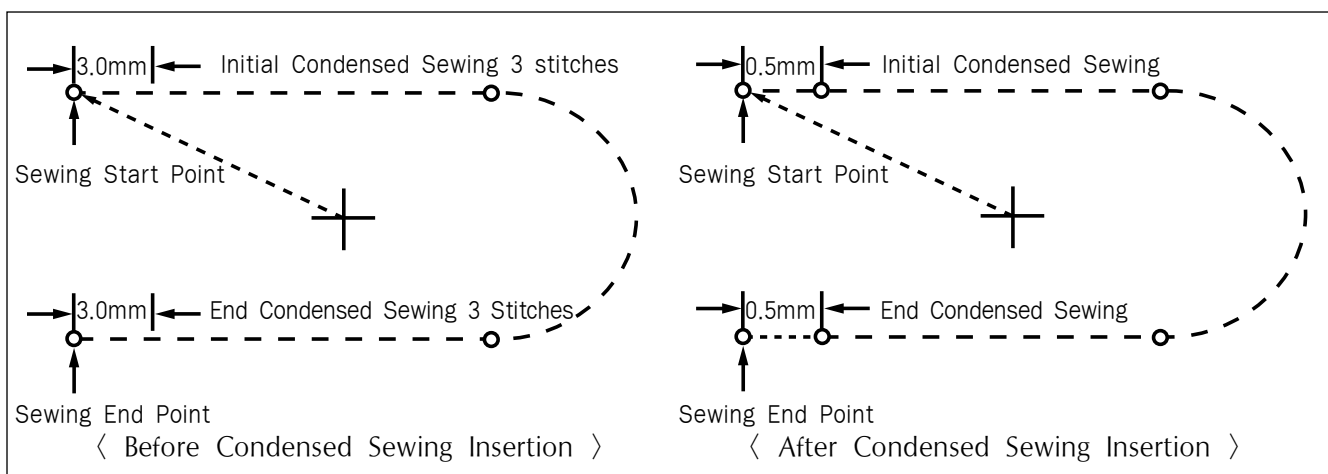 3.0mm Initial Condensed Sewing 3 stitches
Sewing Start Point
3.0mm End Condensed Sewing 3 Stitches
Sewing End Point
〈 Before Condensed Sewing Insertion 〉
0.5mm Initial Condensed Sewing
Sewing Start Point
0.5mm End Condensed Sewing
Sewing End Point
〈 After Condensed Sewing Insertion 〉